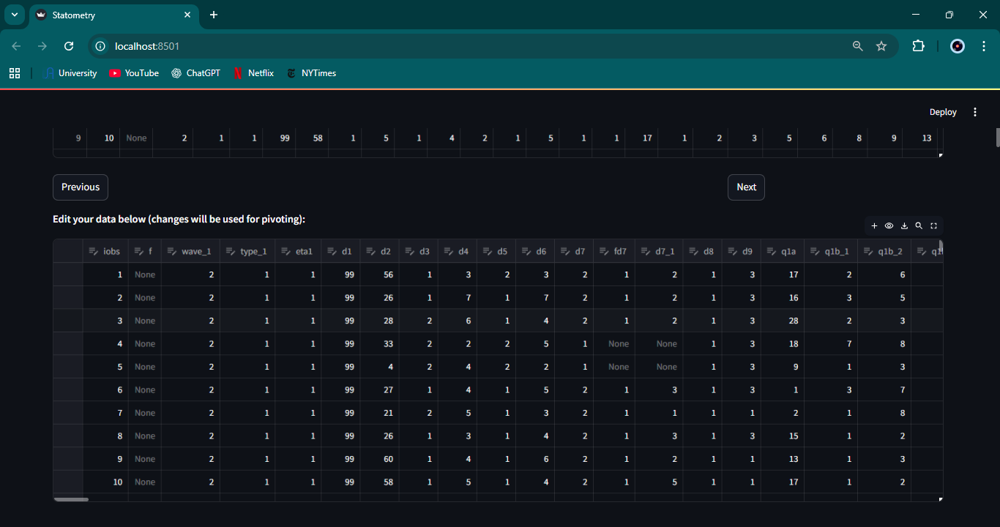 Statometry
localhost:8501
University YouTube ChatGPT Netflix NYTimes
Deploy
9 10 None 2 1 1 99 58 1 5 1 4 2 1 5 1 1 17 1 2 3 5 6 8 9 13
Previous Next
Edit your data below (changes will be used for pivoting):
iobs f wave_1 type_1 eta1 d1 d2 d3 d4 d5 d6 d7 fd7 d7_1 d8 d9 q1a q1b_1 q1b_2
1 None 2 1 1 99 56 1 3 2 3 2 1 2 1 3 17 2 6
2 None 2 1 1 99 26 1 7 1 7 2 1 2 1 3 16 3 5
3 None 2 1 1 99 28 2 6 1 4 2 1 2 1 3 28 2 3
4 None 2 1 1 99 33 2 2 2 5 1 None None 1 3 18 7 8
5 None 2 1 1 99 4 2 4 2 2 1 None None 1 3 9 1 3
6 None 2 1 1 99 27 1 4 1 5 2 1 3 1 3 1 3 7
7 None 2 1 1 99 21 2 5 1 3 2 1 1 1 1 2 1 8
8 None 2 1 1 99 26 1 3 1 4 2 1 3 1 3 15 1 2
9 None 2 1 1 99 60 1 4 1 6 2 1 2 1 1 13 1 3
10 None 2 1 1 99 58 1 5 1 4 2 1 5 1 1 17 1 2